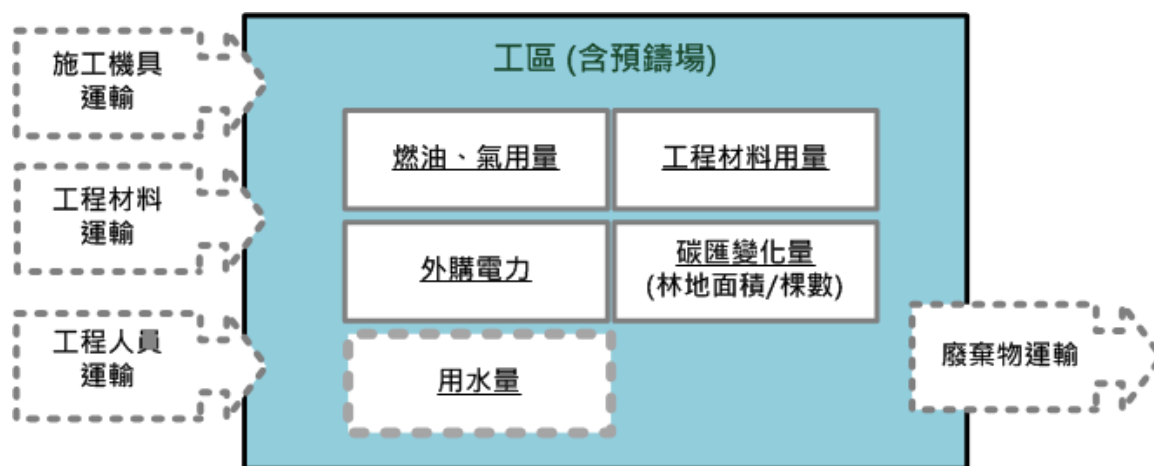 工區 (含預鑄場)
施工機具
運輸
工程材料
運輸
工程人員
運輸
燃油、氣用量
工程材料用量
外購電力
碳匯變化量
(林地面積/棵數)
用水量
廢棄物運輸